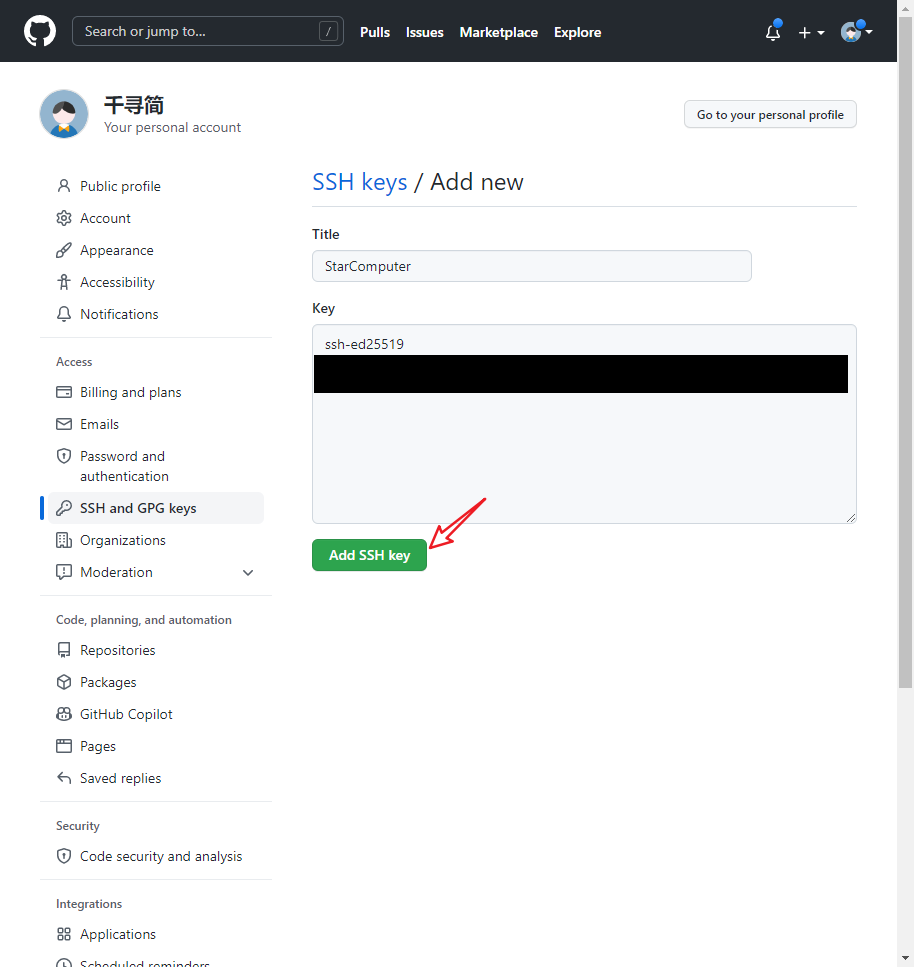 Search or jump to...
/
Pulls
Issues
Marketplace
Explore
千寻简
Your personal account
Go to your personal profile
Public profile
Account
Appearance
Accessibility
Notifications
Access
Billing and plans
Emails
Password and
authentication
SSH and GPG keys
Organizations
Moderation
Code, planning, and automation
Repositories
Packages
GitHub Copilot
Pages
Saved replies
Security
Code security and analysis
Integrations
Applications
Scheduled reminders
SSH keys / Add new
Title
StarComputer
Key
ssh-ed25519
Add SSH key